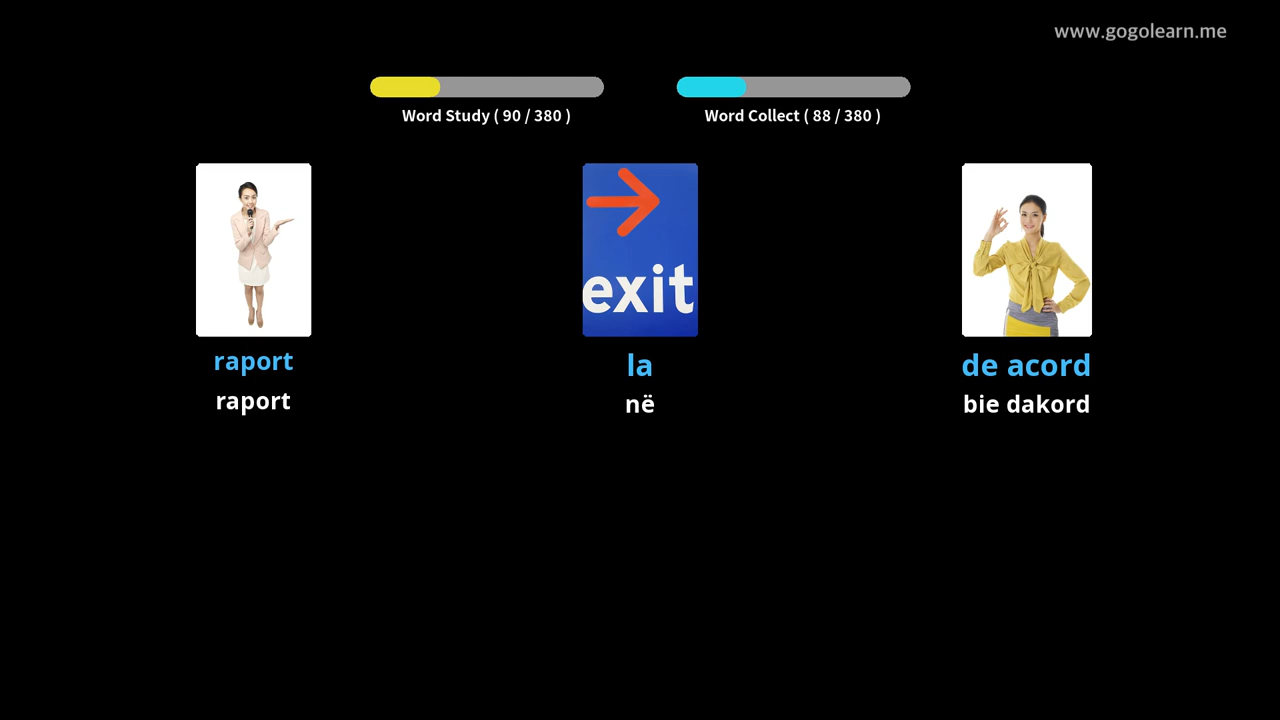 www.gogolearn.me
Word Study ( 90 / 380 )
Word Collect ( 88 / 380 )
exit
raport
la
de acord
raport
në
bie dakord